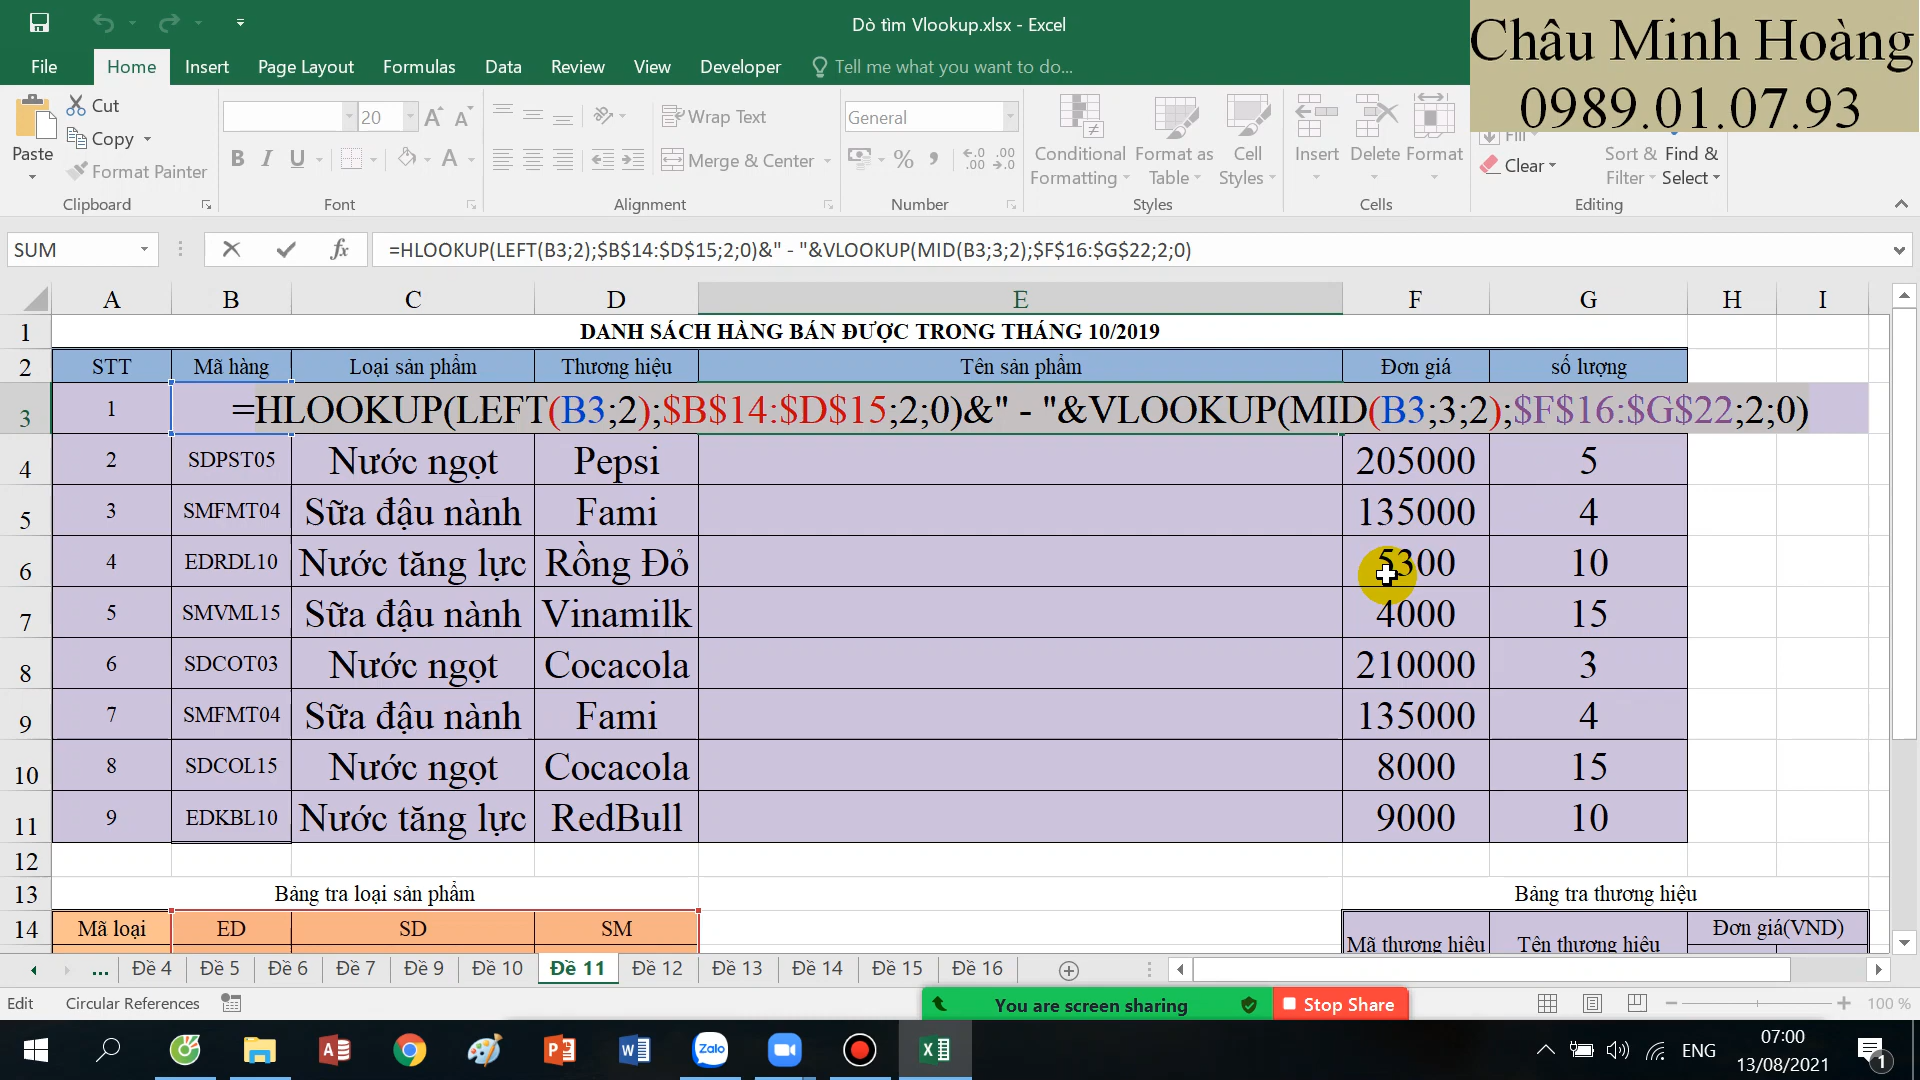 Dò tìm Vlookup.xlsx - Excel
Châu Minh Hoàng
0989.01.07.93
File Home Insert Page Layout Formulas Data Review View Developer Tell me what you want to do...
Paste
Cut
Copy
Format Painter
Clipboard
20
Font
Wrap Text
Merge & Center
Alignment
General
Number
Conditional Formatting
Format as Table
Cell Styles
Styles
Insert Delete Format
Cells
Fill
Clear
Sort & Filter
Find & Select
Editing
SUM
=HLOOKUP(LEFT(B3;2);$B$14:$D$15;2;0)&" - "&VLOOKUP(MID(B3;3;2);$F$16:$G$22;2;0)
A B C D E F G H I
1 DANH SÁCH HÀNG BÁN ĐƯỢC TRONG THÁNG 10/2019
2 STT Mã hàng Loại sản phẩm Thương hiệu Tên sản phẩm Đơn giá số lượng
3 1 =HLOOKUP(LEFT(B3;2);$B$14:$D$15;2;0)&" - "&VLOOKUP(MID(B3;3;2);$F$16:$G$22;2;0)
4 2 SDPST05 Nước ngọt Pepsi 205000 5
5 3 SMFMT04 Sữa đậu nành Fami 135000 4
6 4 EDRDL10 Nước tăng lực Rồng Đỏ 5300 10
7 5 SMVML15 Sữa đậu nành Vinamilk 4000 15
8 6 SDCOT03 Nước ngọt Cocacola 210000 3
9 7 SMFMT04 Sữa đậu nành Fami 135000 4
10 8 SDCOL15 Nước ngọt Cocacola 8000 15
11 9 EDKBL10 Nước tăng lực RedBull 9000 10
12
13 Bảng tra loại sản phẩm Bảng tra thương hiệu
14 Mã loại ED SD SM Mã thương hiệu Tên thương hiệu Đơn giá(VND)
... Đề 4 Đề 5 Đề 6 Đề 7 Đề 9 Đề 10 Đề 11 Đề 12 Đề 13 Đề 14 Đề 15 Đề 16
Edit Circular References
You are screen sharing Stop Share
100 %
Zalo
ENG
07:00
13/08/2021
1